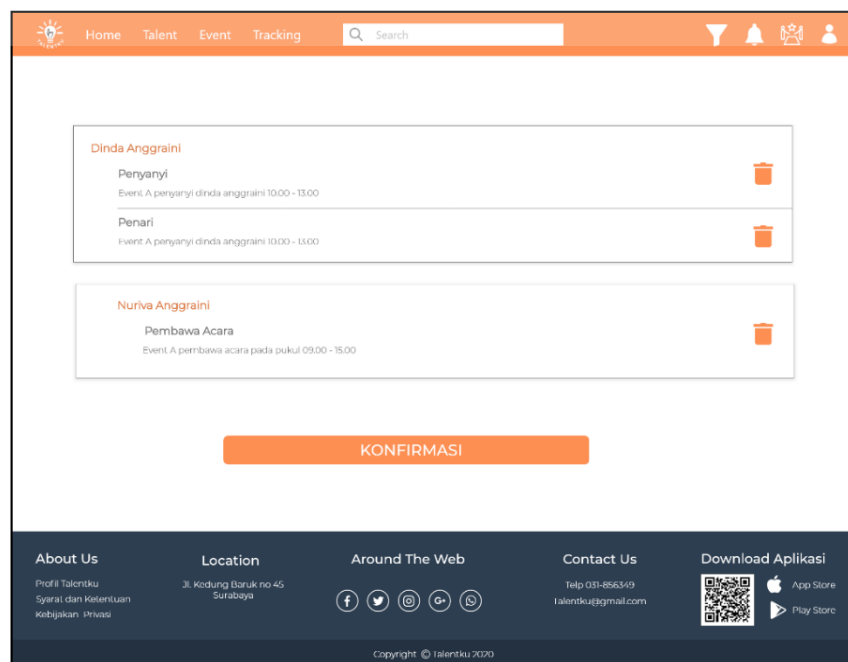 TALENTKU
Home Talent Event Tracking Search
Dinda Anggraini
Penyanyi
Event A penyanyi dinda anggraini 10.00 - 13.00
Penari
Event A penyanyi dinda anggraini 10.00 - 13.00
Nuriva Anggraini
Pembawa Acara
Event A pembawa acara pada pukul 09.00 - 15.00
KONFIRMASI
About Us
Profil Talentku
Syarat dan Ketentuan
Kebijakan Privasi
Location
Jl. Kedung Baruk no 45
Surabaya
Around The Web
Contact Us
Telp 031-856349
Talentku@gmail.com
Download Aplikasi
App Store
Play Store
Copyright © Talentku 2020